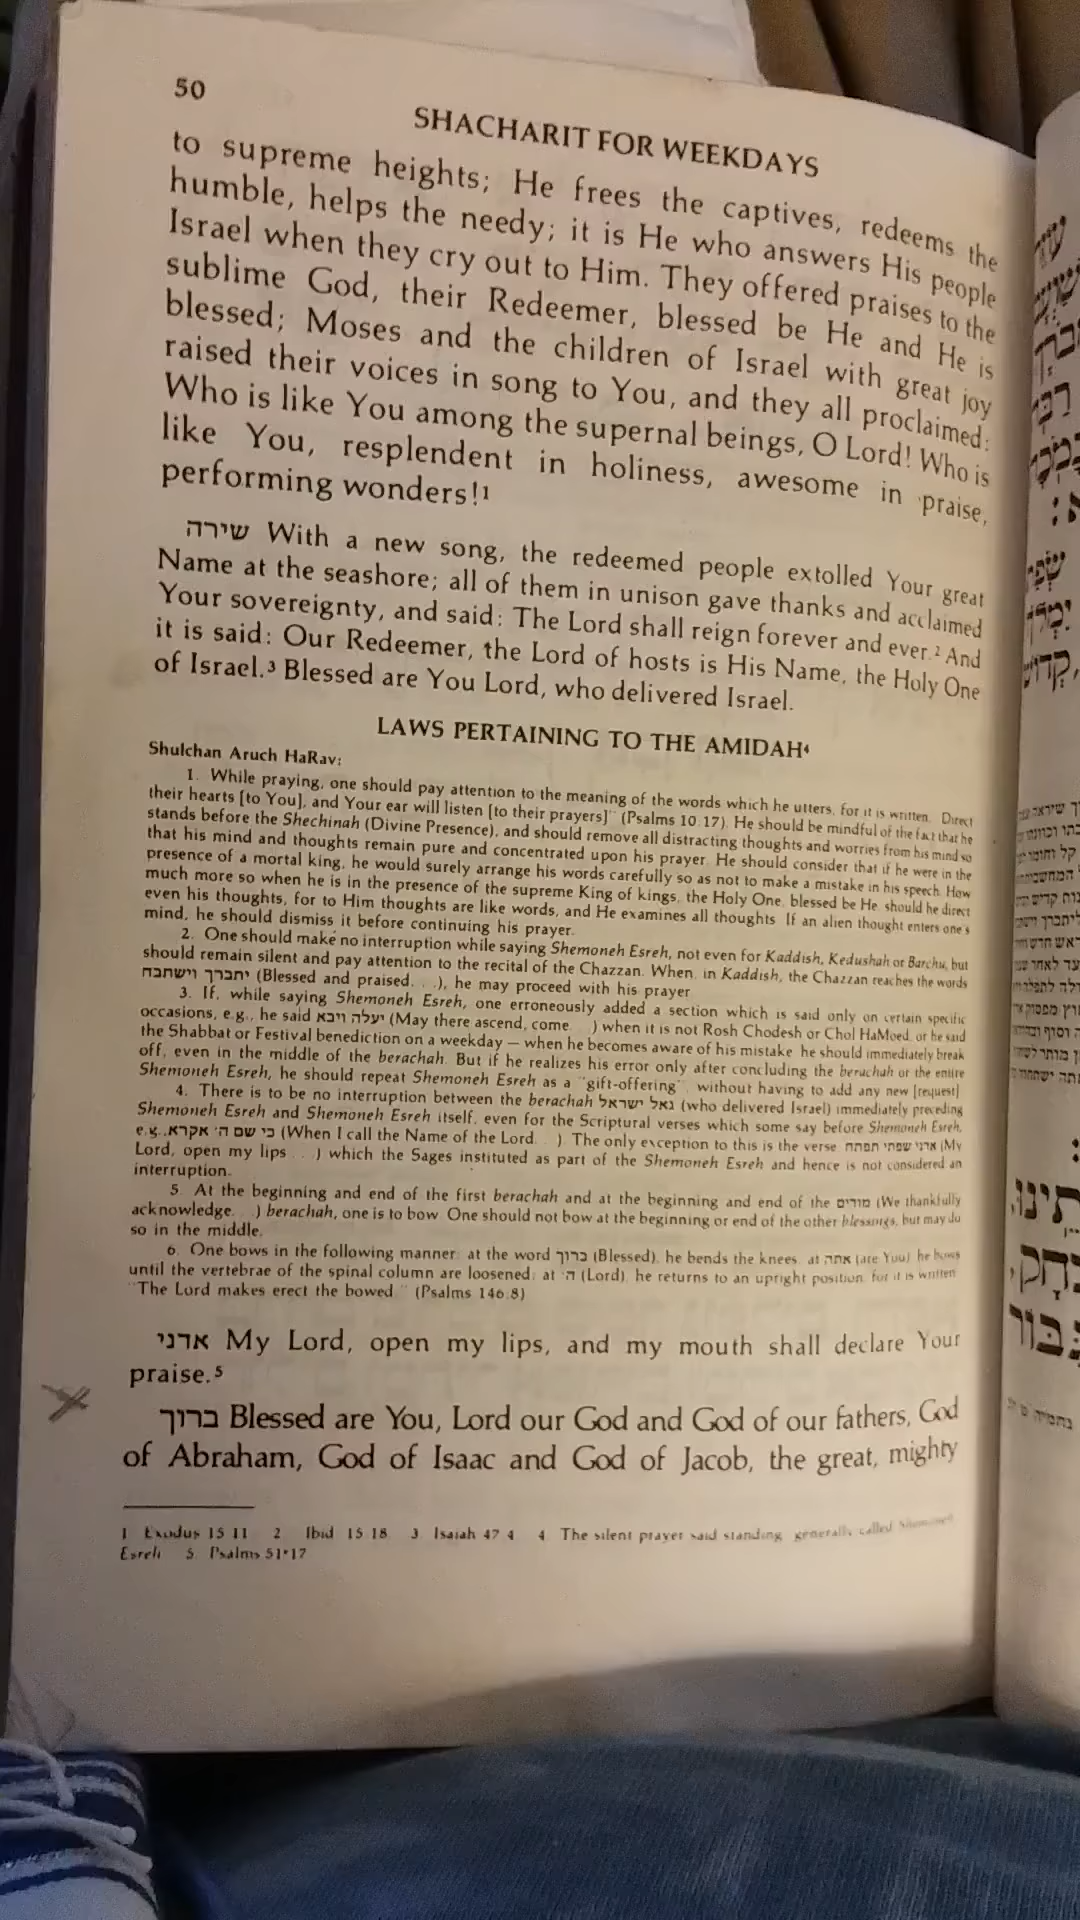 50
SHACHARIT FOR WEEKDAYS
to supreme heights; He frees the captives, redeems the
humble, helps the needy; it is He who answers His people
Israel when they cry out to Him. They offered praises to the
sublime God, their Redeemer, blessed be He and He is
blessed; Moses and the children of Israel with great joy
raised their voices in song to You, and they all proclaimed:
Who is like You among the supernal beings, O Lord! Who is
like You, resplendent in holiness, awesome in praise,
performing wonders!¹
שירה With a new song, the redeemed people extolled Your great
Name at the seashore; all of them in unison gave thanks and acclaimed
Your sovereignty, and said: The Lord shall reign forever and ever.² And
it is said: Our Redeemer, the Lord of hosts is His Name, the Holy One
of Israel.³ Blessed are You Lord, who delivered Israel.
LAWS PERTAINING TO THE AMIDAH⁴
Shulchan Aruch HaRav:
1. While praying, one should pay attention to the meaning of the words which he utters, for it is written. Direct
their hearts [to You], and Your ear will listen [to their prayers]" (Psalms 10:17). He should be mindful of the fact that he
stands before the Shechinah (Divine Presence), and should remove all distracting thoughts and worries from his mind so
that his mind and thoughts remain pure and concentrated upon his prayer. He should consider that if he were in the
presence of a mortal king, he would surely arrange his words carefully so as not to make a mistake in his speech. How
much more so when he is in the presence of the supreme King of kings, the Holy One, blessed be He, should he direct
even his thoughts, for to Him thoughts are like words, and He examines all thoughts. If an alien thought enters one's
mind, he should dismiss it before continuing his prayer.
2. One should make no interruption while saying Shemoneh Esreh, not even for Kaddish, Kedushah or Barchu, but
should remain silent and pay attention to the recital of the Chazzan. When, in Kaddish, the Chazzan reaches the words
יתברך וישתבח (Blessed and praised. . .), he may proceed with his prayer
3. If, while saying Shemoneh Esreh, one erroneously added a section which is said only on certain specific
occasions, e.g., he said יעלה ויבא (May there ascend, come . . .) when it is not Rosh Chodesh or Chol HaMoed, or he said
the Shabbat or Festival benediction on a weekday — when he becomes aware of his mistake he should immediately break
off, even in the middle of the berachah. But if he realizes his error only after concluding the berachah or the entire
Shemoneh Esreh, he should repeat Shemoneh Esreh as a "gift-offering", without having to add any new [request]
4. There is to be no interruption between the berachah גאל ישראל (who delivered Israel) immediately preceding
Shemoneh Esreh and Shemoneh Esreh itself, even for the Scriptural verses which some say before Shemoneh Esreh,
e.g., כי שם ה׳ אקרא (When I call the Name of the Lord. . .). The only exception to this is the verse אדני שפתי תפתח (My
Lord, open my lips . . .) which the Sages instituted as part of the Shemoneh Esreh and hence is not considered an
interruption.
5. At the beginning and end of the first berachah and at the beginning and end of the מודים (We thankfully
acknowledge. . .) berachah, one is to bow. One should not bow at the beginning or end of the other blessings, but may do
so in the middle.
6. One bows in the following manner: at the word ברוך (Blessed), he bends the knees, at אתה (are You) he bows
until the vertebrae of the spinal column are loosened; at ה׳ (Lord), he returns to an upright position, for it is written
"The Lord makes erect the bowed " (Psalms 146:8)
אדני My Lord, open my lips, and my mouth shall declare Your
praise.⁵
ברוך Blessed are You, Lord our God and God of our fathers, God
of Abraham, God of Isaac and God of Jacob, the great, mighty
1 Exodus 15 11 2 Ibid 15 18 3 Isaiah 47 4 4 The silent prayer said standing generally called Shemoneh
Esreh 5 Psalms 51:17